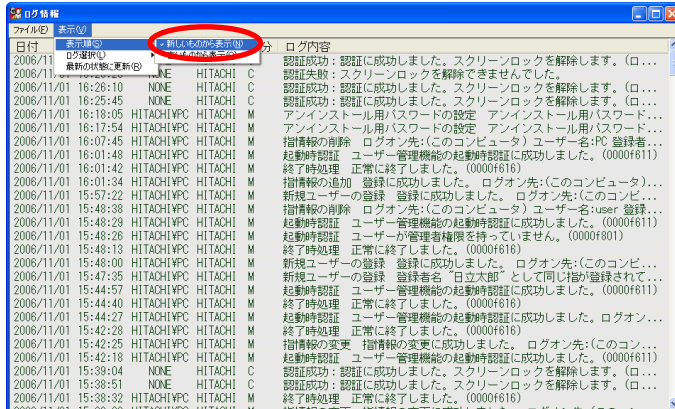 ログ情報
ファイル(F) 表示(V)
日付 分 ログ内容
表示順(S) 新しいものから表示(N)
ログ選択(L)
最新の状態に更新(R)
2006/11 認証成功：認証に成功しました。スクリーンロックを解除します。(ロ...
2006/11/01 NONE HITACHI C 認証失敗：スクリーンロックを解除できませんでした。
2006/11/01 16:26:10 NONE HITACHI C 認証成功：認証に成功しました。スクリーンロックを解除します。(ロ...
2006/11/01 16:25:45 NONE HITACHI C 認証成功：認証に成功しました。スクリーンロックを解除します。(ロ...
2006/11/01 16:18:05 HITACHI¥PC HITACHI M アンインストール用パスワードの設定 アンインストール用パスワード...
2006/11/01 16:17:54 HITACHI¥PC HITACHI M アンインストール用パスワードの設定 アンインストール用パスワード...
2006/11/01 16:07:45 HITACHI¥PC HITACHI M 指情報の削除 ログオン先:(このコンピュータ) ユーザー名:PC 登録者...
2006/11/01 16:01:48 HITACHI¥PC HITACHI M 起動時認証 ユーザー管理機能の起動時認証に成功しました。(0000f611)
2006/11/01 16:01:42 HITACHI¥PC HITACHI M 終了時処理 正常に終了しました。(0000f616)
2006/11/01 16:01:34 HITACHI¥PC HITACHI M 指情報の追加 登録に成功しました。 ログオン先:(このコンピュータ)...
2006/11/01 15:57:22 HITACHI¥PC HITACHI M 新規ユーザーの登録 登録に成功しました。 ログオン先:(このコンピ...
2006/11/01 15:48:38 HITACHI¥PC HITACHI M 指情報の削除 ログオン先:(このコンピュータ) ユーザー名:user 登録...
2006/11/01 15:48:29 HITACHI¥PC HITACHI M 起動時認証 ユーザー管理機能の起動時認証に成功しました。(0000f611)
2006/11/01 15:48:26 HITACHI¥PC HITACHI M 起動時認証 ユーザーが管理者権限を持っていません。(0000f801)
2006/11/01 15:48:13 HITACHI¥PC HITACHI M 終了時処理 正常に終了しました。(0000f616)
2006/11/01 15:48:00 HITACHI¥PC HITACHI M 新規ユーザーの登録 登録に成功しました。 ログオン先:(このコンピ...
2006/11/01 15:47:35 HITACHI¥PC HITACHI M 新規ユーザーの登録 登録者名 "日立太郎" として同じ指が登録されて...
2006/11/01 15:44:57 HITACHI¥PC HITACHI M 起動時認証 ユーザー管理機能の起動時認証に成功しました。(0000f611)
2006/11/01 15:44:40 HITACHI¥PC HITACHI M 終了時処理 正常に終了しました。(0000f616)
2006/11/01 15:44:27 HITACHI¥PC HITACHI M 起動時認証 ユーザー管理機能の起動時認証に成功しました。ログオン...
2006/11/01 15:42:28 HITACHI¥PC HITACHI M 終了時処理 正常に終了しました。(0000f616)
2006/11/01 15:42:25 HITACHI¥PC HITACHI M 指情報の変更 指情報の変更に成功しました。 ログオン先:(このコン...
2006/11/01 15:42:18 HITACHI¥PC HITACHI M 起動時認証 ユーザー管理機能の起動時認証に成功しました。(0000f611)
2006/11/01 15:39:04 NONE HITACHI C 認証成功：認証に成功しました。スクリーンロックを解除します。(ロ...
2006/11/01 15:38:51 NONE HITACHI C 認証成功：認証に成功しました。スクリーンロックを解除します。(ロ...
2006/11/01 15:38:32 HITACHI¥PC HITACHI M 終了時処理 正常に終了しました。(0000f616)